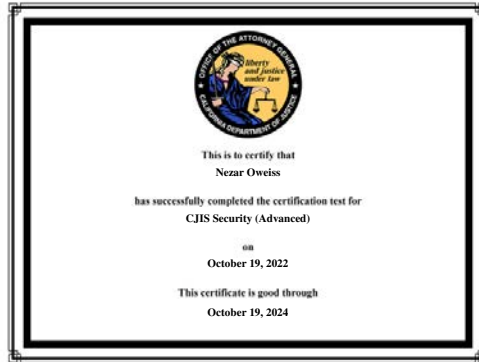 OFFICE OF THE ATTORNEY GENERAL
liberty
and justice
under law
CALIFORNIA DEPARTMENT OF JUSTICE
This is to certify that
Nezar Oweiss
has successfully completed the certification test for
CJIS Security (Advanced)
on
October 19, 2022
This certificate is good through
October 19, 2024